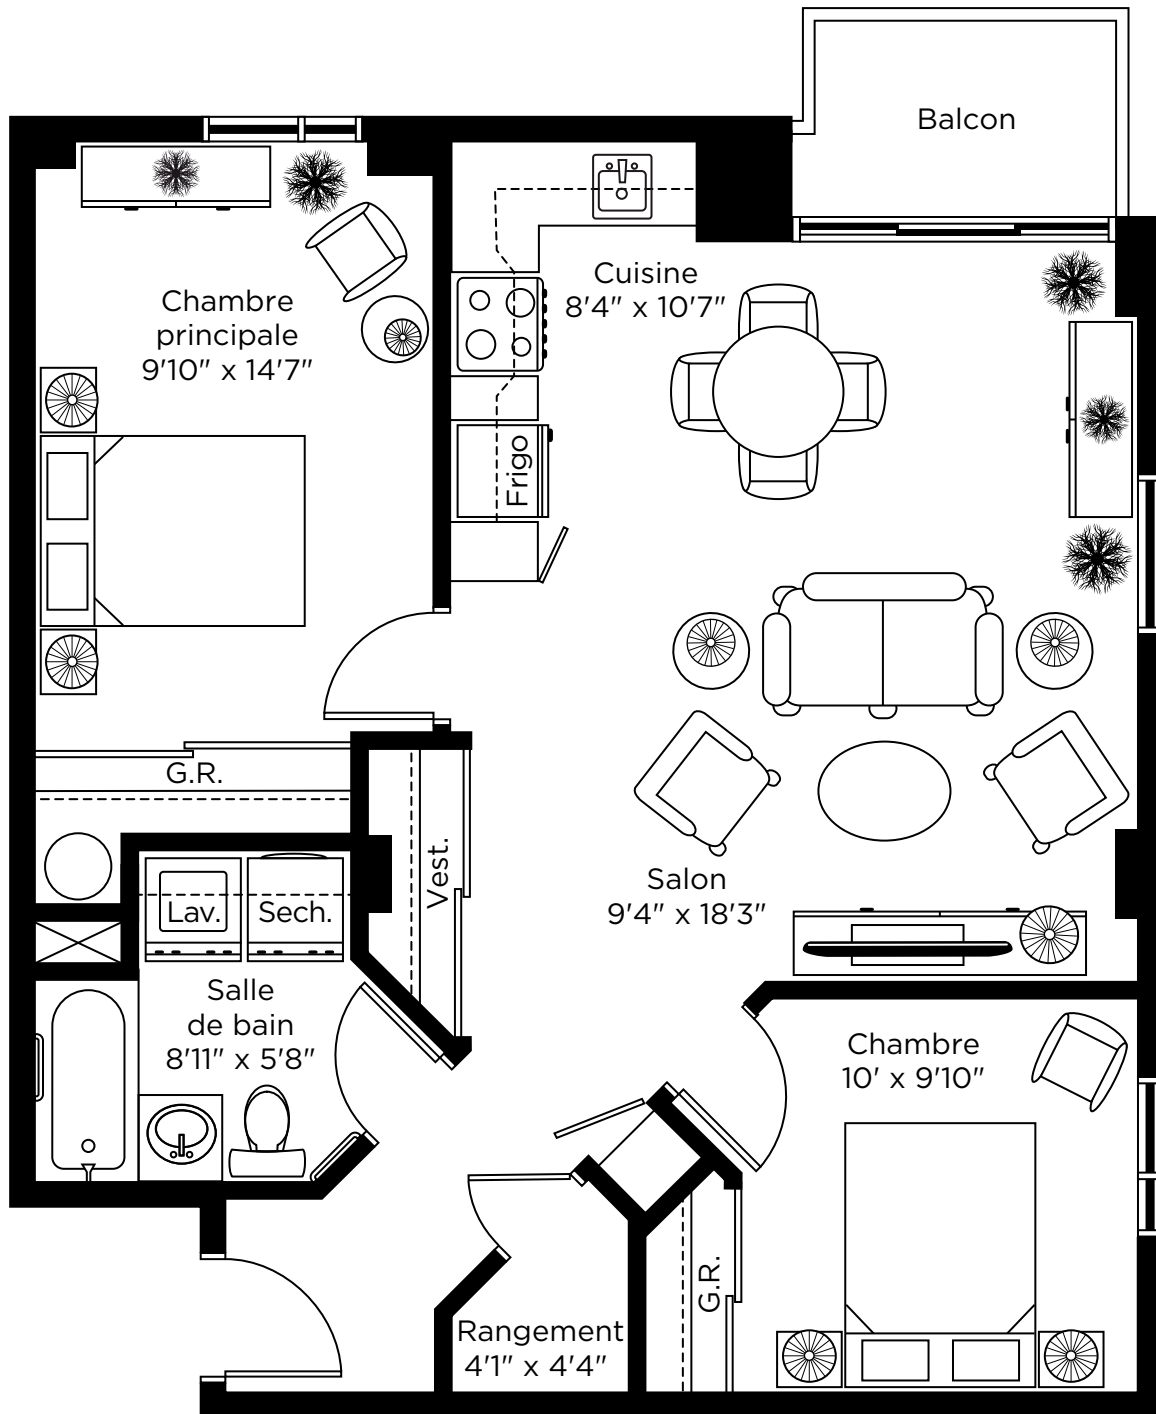 Balcon
Chambre
principale
9'10" x 14'7"
Cuisine
8'4" x 10'7"
Frigo
G.R.
Vest.
Lav.
Sech.
Salon
9'4" x 18'3"
Salle
de bain
8'11" x 5'8"
Chambre
10' x 9'10"
G.R.
Rangement
4'1" x 4'4"